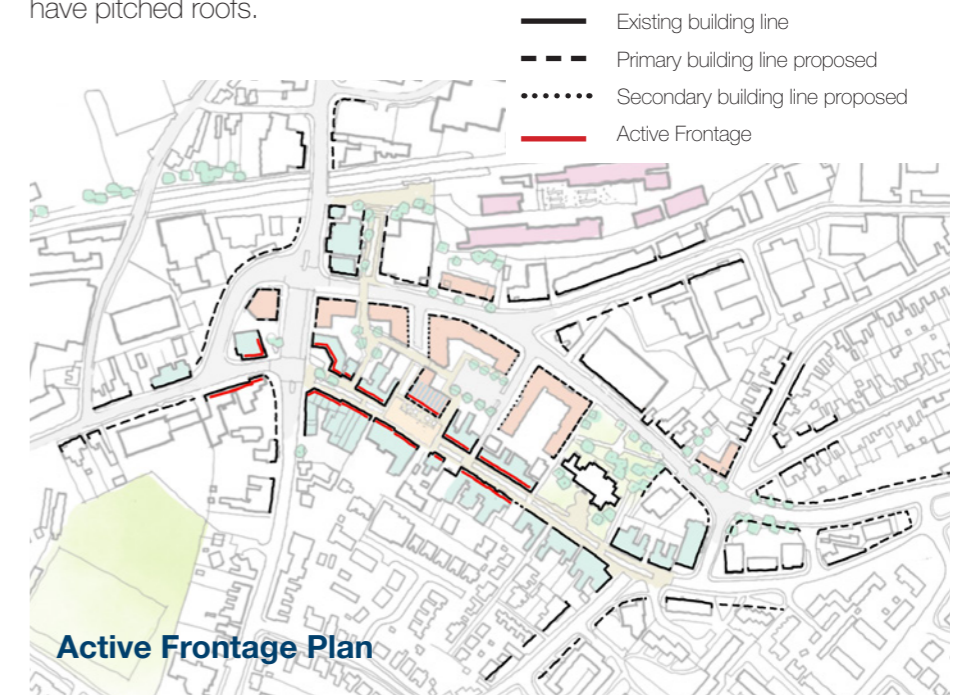 have pitched roofs.
Existing building line
Primary building line proposed
Secondary building line proposed
Active Frontage
Active Frontage Plan